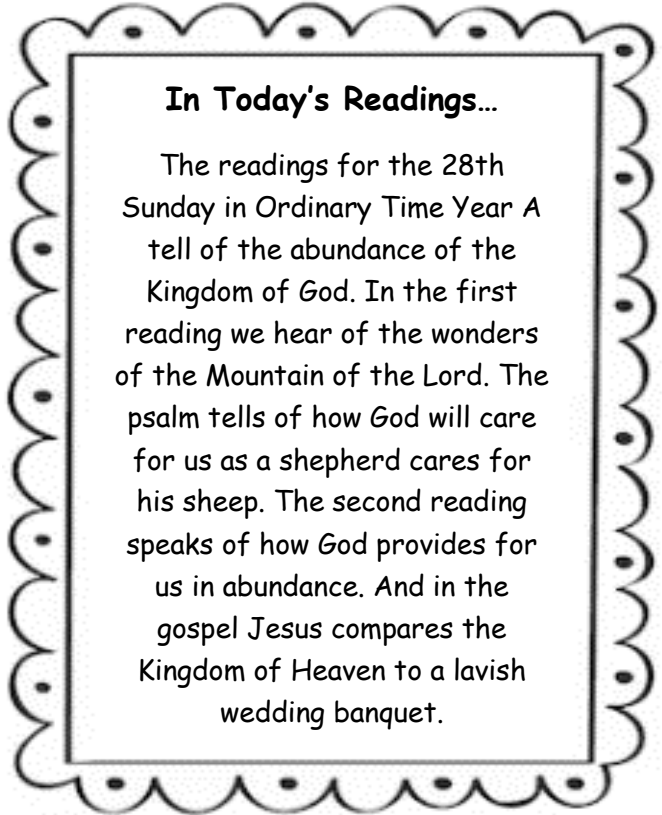 In Today's Readings…
The readings for the 28th
Sunday in Ordinary Time Year A
tell of the abundance of the
Kingdom of God. In the first
reading we hear of the wonders
of the Mountain of the Lord. The
psalm tells of how God will care
for us as a shepherd cares for
his sheep. The second reading
speaks of how God provides for
us in abundance. And in the
gospel Jesus compares the
Kingdom of Heaven to a lavish
wedding banquet.